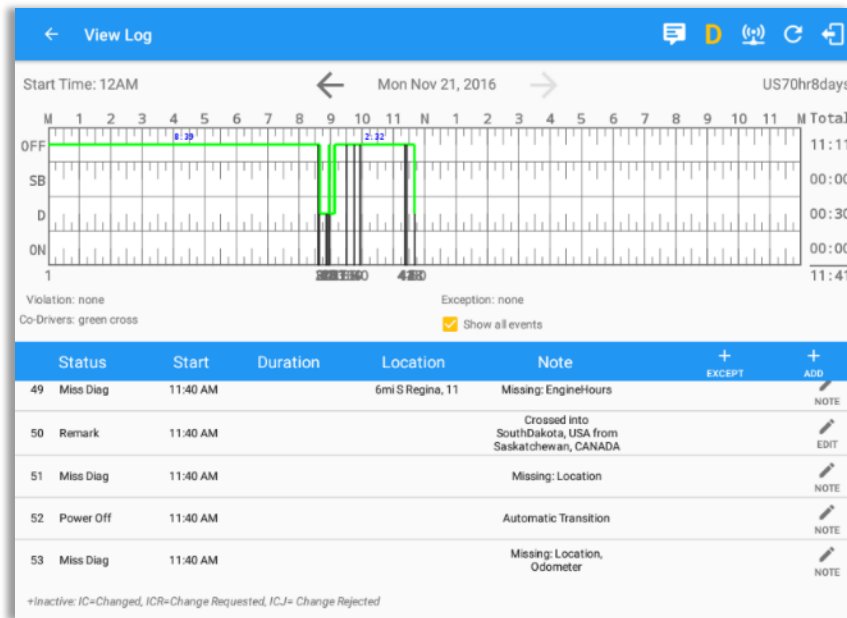 View Log
D
Start Time: 12AM
Mon Nov 21, 2016
US70hr8days
M 1 2 3 4 5 6 7 8 9 10 11 N 1 2 3 4 5 6 7 8 9 10 11 M Total
8:39 2:32
OFF 11:11
SB 00:00
D 00:30
ON 00:00
1
11:41
Violation: none
Exception: none
Co-Drivers: green cross
Show all events
Status Start Duration Location Note + EXCEPT + ADD
49 Miss Diag 11:40 AM 6mi S Regina, 11 Missing: EngineHours NOTE
50 Remark 11:40 AM Crossed into
SouthDakota, USA from
Saskatchewan, CANADA EDIT
51 Miss Diag 11:40 AM Missing: Location NOTE
52 Power Off 11:40 AM Automatic Transition NOTE
53 Miss Diag 11:40 AM Missing: Location,
Odometer NOTE
+Inactive: IC=Changed, ICR=Change Requested, ICJ= Change Rejected